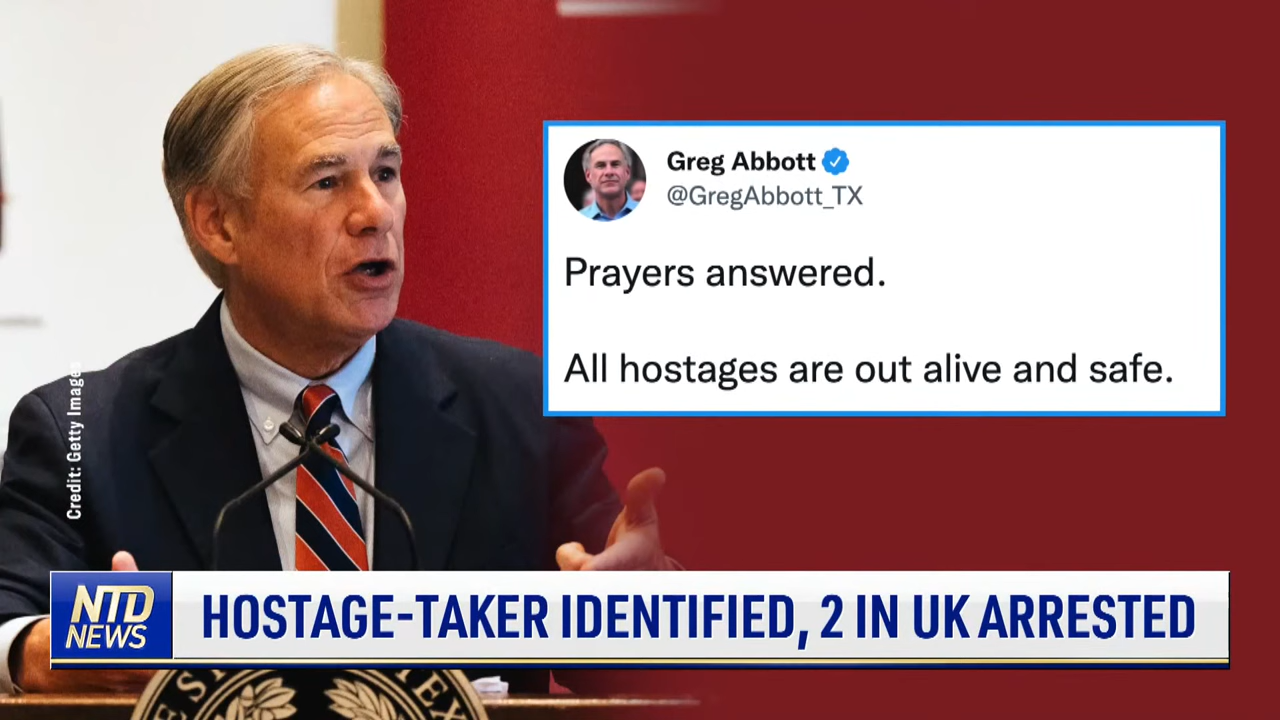 Greg Abbott
@GregAbbott_TX
Prayers answered.
All hostages are out alive and safe.
Credit: Getty Images
NTD
NEWS
HOSTAGE-TAKER IDENTIFIED, 2 IN UK ARRESTED